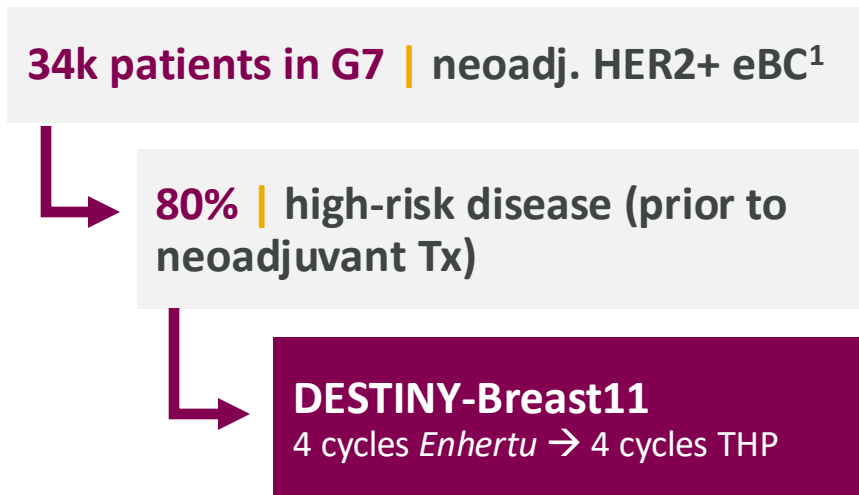 34k patients in G7 | neoadj. HER2+ eBC¹
80% | high-risk disease (prior to
neoadjuvant Tx)
DESTINY-Breast11
4 cycles Enhertu → 4 cycles THP